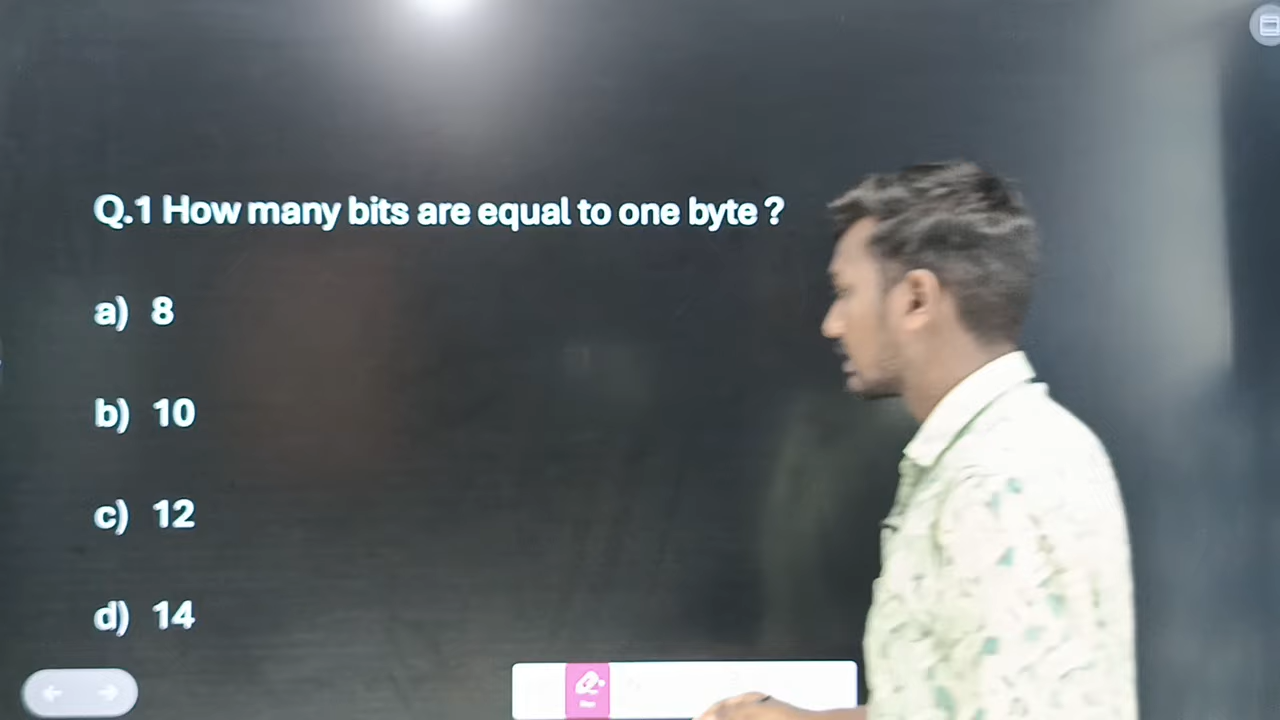 Q.1 How many bits are equal to one byte ?
a) 8
b) 10
c) 12
d) 14